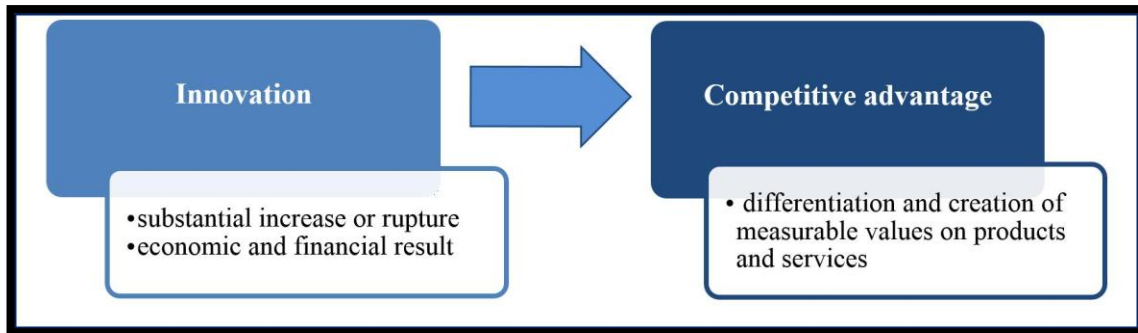 Innovation
•substantial increase or rupture
•economic and financial result
Competitive advantage
• differentiation and creation of
measurable values on products
and services